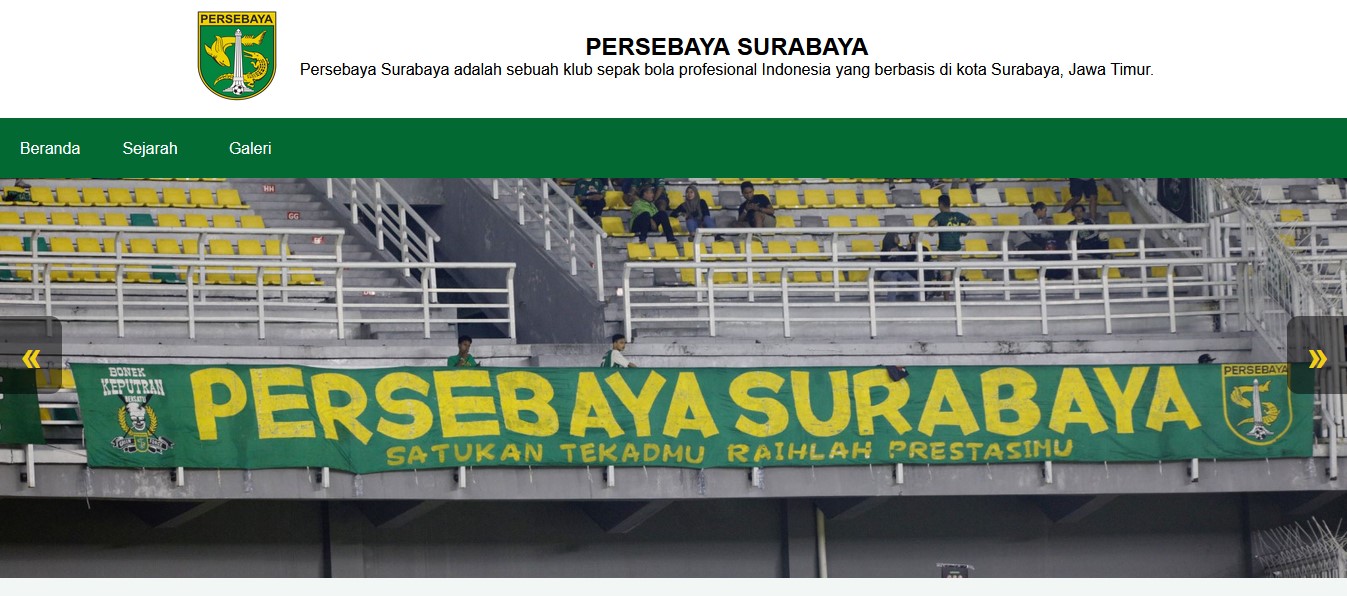 PERSEBAYA
PERSEBAYA SURABAYA
Persebaya Surabaya adalah sebuah klub sepak bola profesional Indonesia yang berbasis di kota Surabaya, Jawa Timur.
Beranda Sejarah Galeri
HH
GG
« »
BONEK
KEPUTRAN
BERSATU
PERSEBAYA SURABAYA
SATUKAN TEKADMU RAIHLAH PRESTASIMU
PERSEBAYA